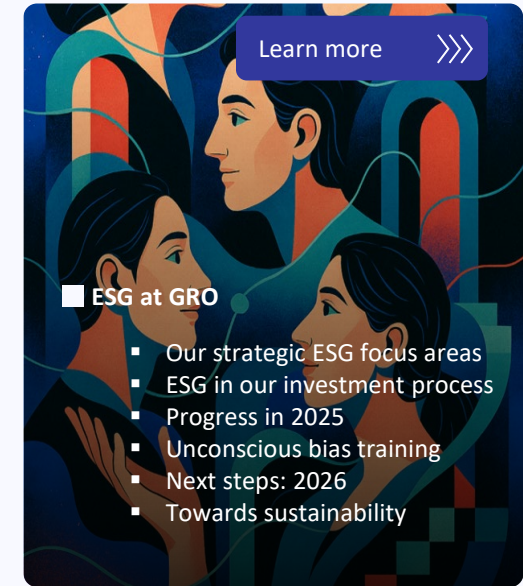 Learn more
ESG at GRO
Our strategic ESG focus areas
ESG in our investment process
Progress in 2025
Unconscious bias training
Next steps: 2026
Towards sustainability